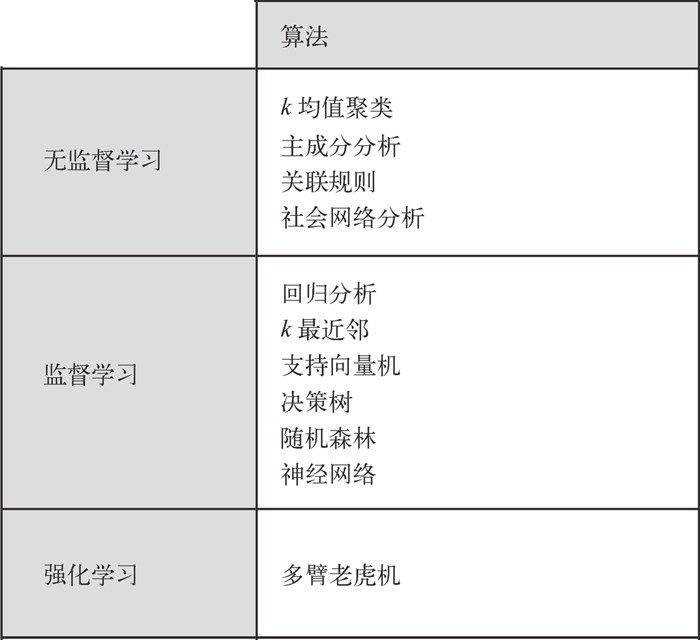 算法
无监督学习
k 均值聚类
主成分分析
关联规则
社会网络分析
监督学习
回归分析
k 最近邻
支持向量机
决策树
随机森林
神经网络
强化学习
多臂老虎机